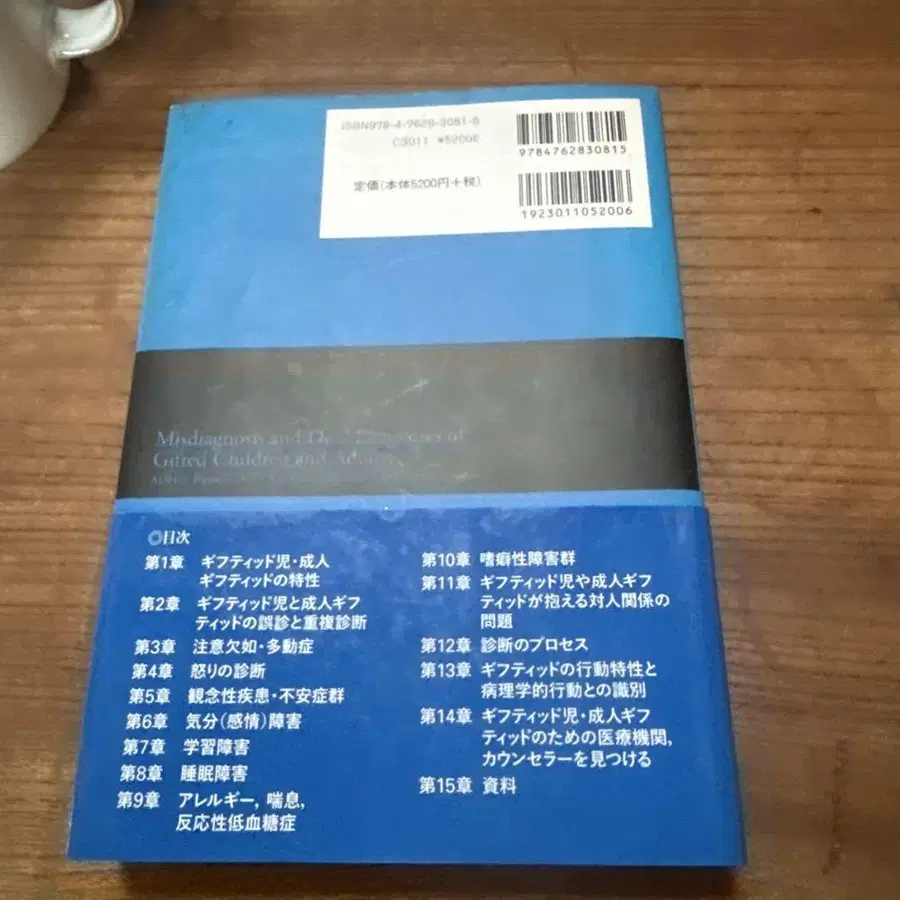 ISBN978-4-7628-3081-5
C3011 ¥5200E
定価(本体5200円+税)
9784762830815
1923011052006
Misdiagnosis and Dual Diagnoses of
Gifted Children and Adults
◎目次
第1章 ギフティッド児・成人
ギフティッドの特性
第2章 ギフティッド児と成人ギフ
ティッドの誤診と重複診断
第3章 注意欠如・多動症
第4章 怒りの診断
第5章 観念性疾患・不安症群
第6章 気分(感情)障害
第7章 学習障害
第8章 睡眠障害
第9章 アレルギー,喘息,
反応性低血糖症
第10章 嗜癖性障害群
第11章 ギフティッド児や成人ギフ
ティッドが抱える対人関係の
問題
第12章 診断のプロセス
第13章 ギフティッドの行動特性と
病理学的行動との識別
第14章 ギフティッド児・成人ギフ
ティッドのための医療機関,
カウンセラーを見つける
第15章 資料